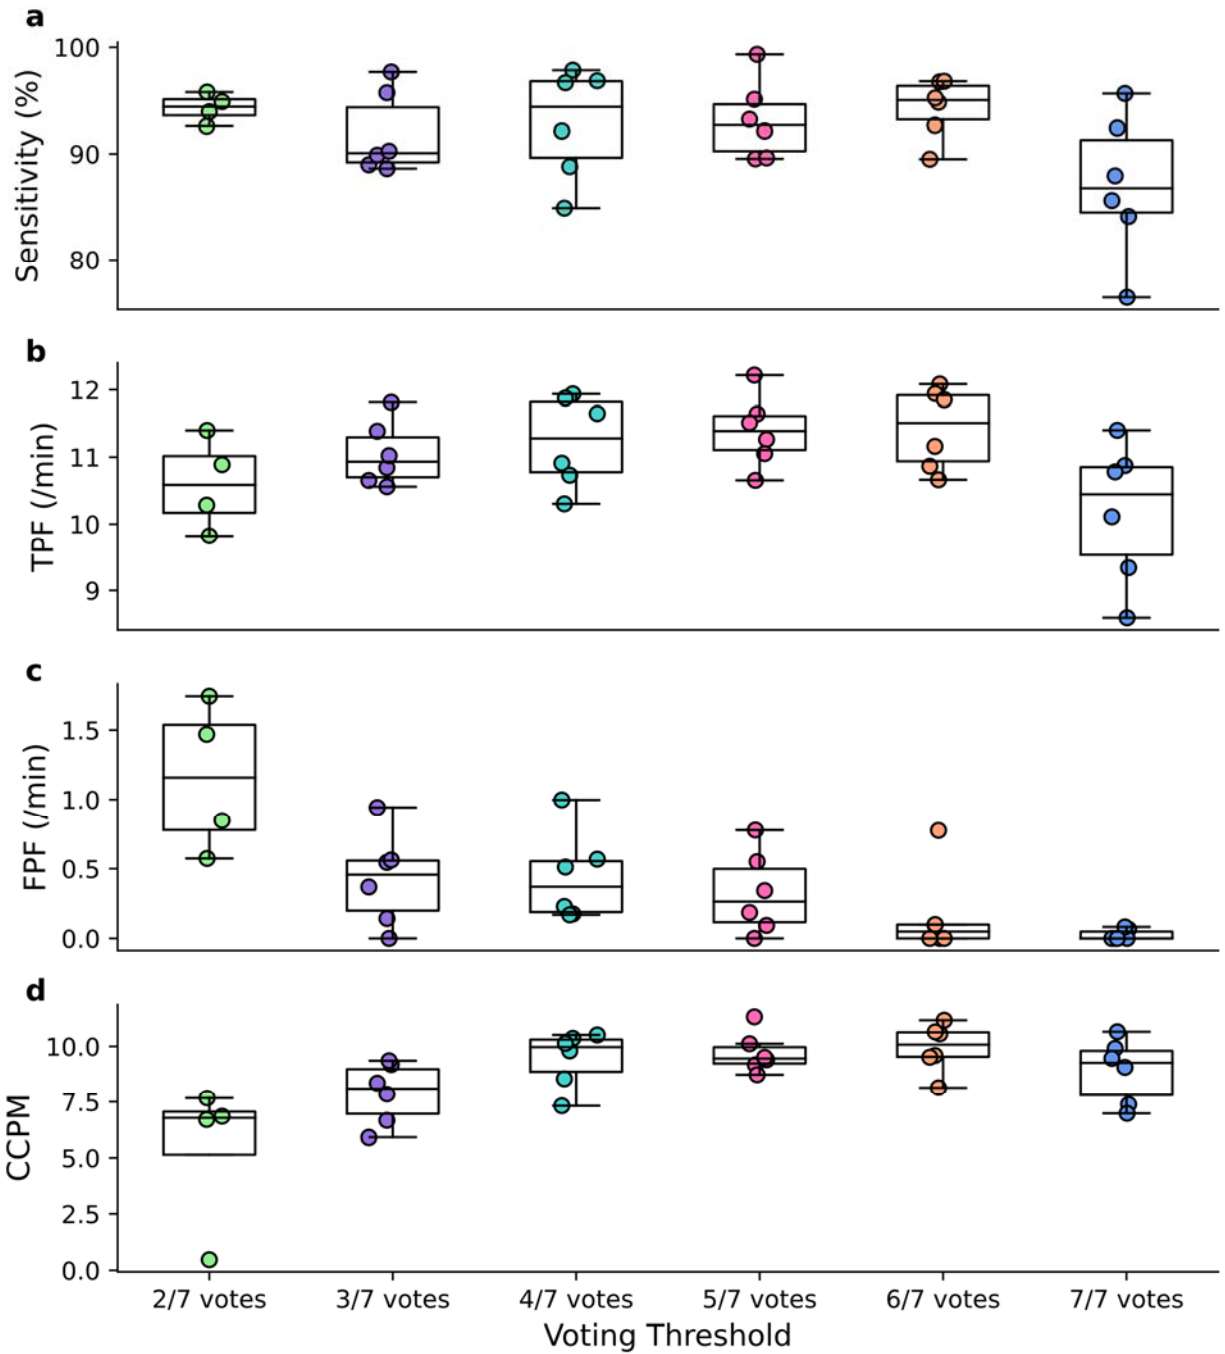 a
Sensitivity (%)
100
90
80
b
TPF (/min)
12
11
10
9
c
FPF (/min)
1.5
1.0
0.5
0.0
d
CCPM
10.0
7.5
5.0
2.5
0.0
2/7 votes 3/7 votes 4/7 votes 5/7 votes 6/7 votes 7/7 votes
Voting Threshold